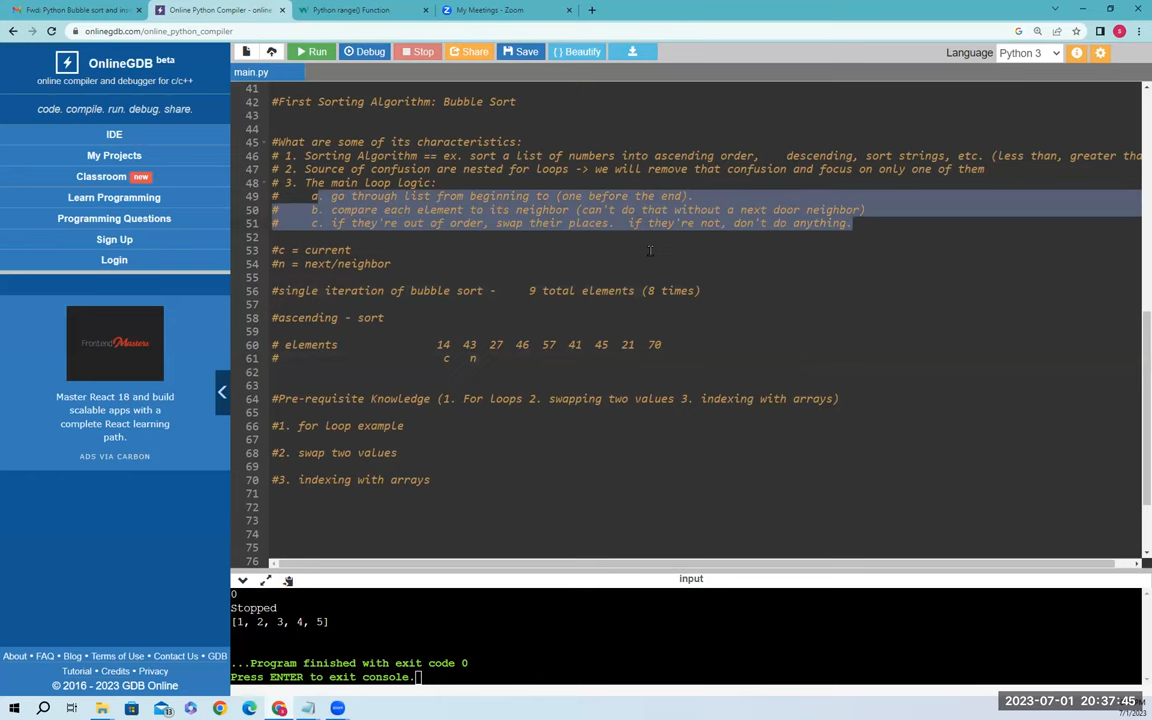 Fwd: Python Bubble sort and inse
Online Python Compiler - online
Python range() Function
My Meetings - Zoom
onlinegdb.com/online_python_compiler
OnlineGDB beta
online compiler and debugger for c/c++
code. compile. run. debug. share.
IDE
My Projects
Classroom new
Learn Programming
Programming Questions
Sign Up
Login
Frontend Masters
Master React 18 and build
scalable apps with a
complete React learning
path.
ADS VIA CARBON
About • FAQ • Blog • Terms of Use • Contact Us • GDB
Tutorial • Credits • Privacy
© 2016 - 2023 GDB Online
Run Debug Stop Share Save { } Beautify
Language Python 3
main.py
41
42 #First Sorting Algorithm: Bubble Sort
43
44
45 #What are some of its characteristics:
46 # 1. Sorting Algorithm == ex. sort a list of numbers into ascending order, descending, sort strings, etc. (less than, greater tha
47 # 2. Source of confusion are nested for loops -> we will remove that confusion and focus on only one of them
48 # 3. The main loop logic:
49 # a. go through list from beginning to (one before the end).
50 # b. compare each element to its neighbor (can't do that without a next door neighbor)
51 # c. if they're out of order, swap their places. if they're not, don't do anything.
52
53 #c = current
54 #n = next/neighbor
55
56 #single iteration of bubble sort - 9 total elements (8 times)
57
58 #ascending - sort
59
60 # elements 14 43 27 46 57 41 45 21 70
61 # c n
62
63
64 #Pre-requisite Knowledge (1. For loops 2. swapping two values 3. indexing with arrays)
65
66 #1. for loop example
67
68 #2. swap two values
69
70 #3. indexing with arrays
71
72
73
74
75
76
input
0
Stopped
[1, 2, 3, 4, 5]
...Program finished with exit code 0
Press ENTER to exit console.
2023-07-01 20:37:45
7/1/2023